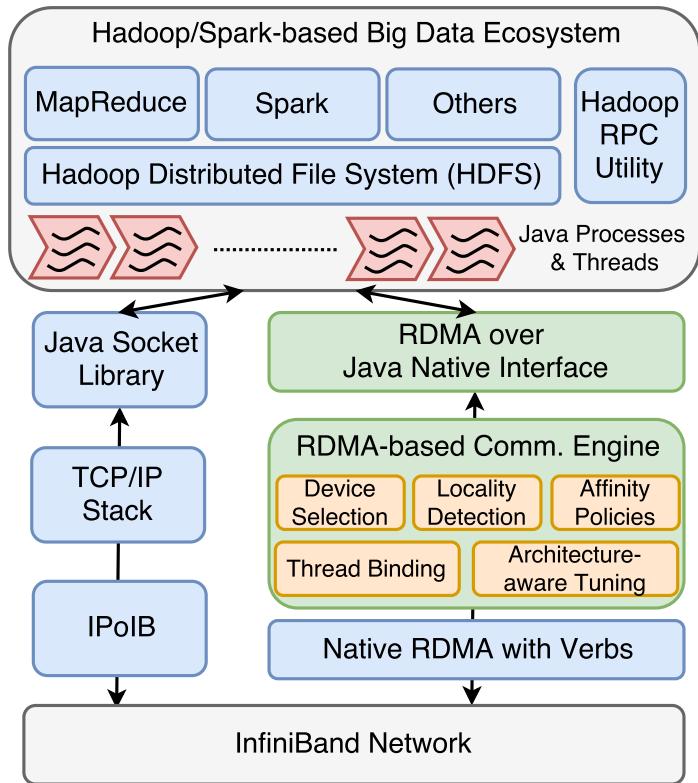 Hadoop/Spark-based Big Data Ecosystem
MapReduce
Spark
Others
Hadoop
RPC
Utility
Hadoop Distributed File System (HDFS)
Java Processes
& Threads
Java Socket
Library
RDMA over
Java Native Interface
TCP/IP
Stack
RDMA-based Comm. Engine
Device
Selection
Locality
Detection
Affinity
Policies
Thread Binding
Architecture-
aware Tuning
IPoIB
Native RDMA with Verbs
InfiniBand Network